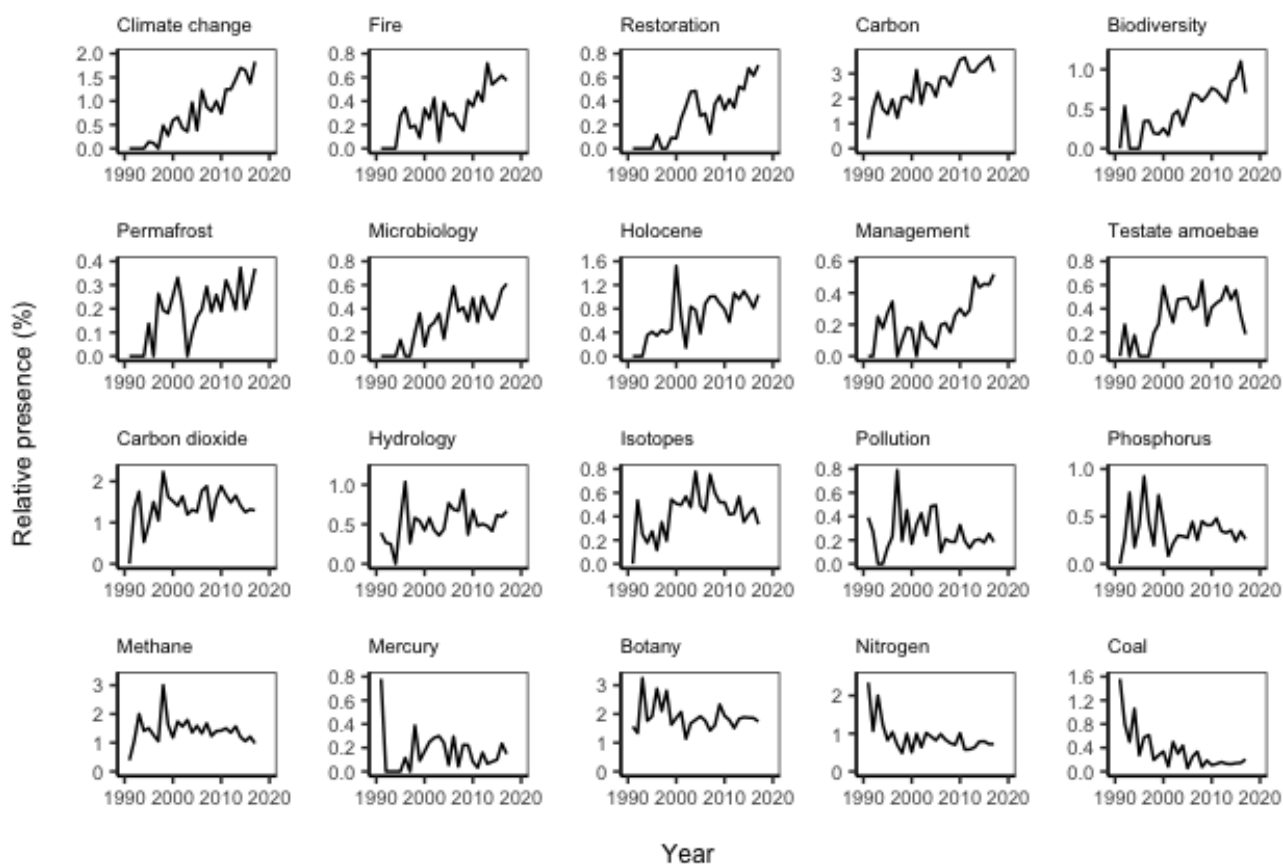 Climate change Fire Restoration Carbon Biodiversity
2.0 0.8 0.8 3 1.0
1.5 0.6 0.6 2 0.5
1.0 0.4 0.4 1 0.0
0.5 0.2 0.2 0
0.0 0.0 0.0
1990 2000 2010 2020 1990 2000 2010 2020 1990 2000 2010 2020 1990 2000 2010 2020 1990 2000 2010 2020
Permafrost Microbiology Holocene Management Testate amoebae
0.4 0.8 1.6 0.6 0.8
0.3 0.6 1.2 0.4 0.6
0.2 0.4 0.8 0.2 0.4
0.1 0.2 0.4 0.0 0.2
0.0 0.0 0.0 0.0
1990 2000 2010 2020 1990 2000 2010 2020 1990 2000 2010 2020 1990 2000 2010 2020 1990 2000 2010 2020
Relative presence (%)
Carbon dioxide Hydrology Isotopes Pollution Phosphorus
2 1.0 0.8 0.8 1.0
1 0.5 0.6 0.6 0.5
0 0.0 0.4 0.4 0.0
0.2 0.2
0.0 0.0
1990 2000 2010 2020 1990 2000 2010 2020 1990 2000 2010 2020 1990 2000 2010 2020 1990 2000 2010 2020
Methane Mercury Botany Nitrogen Coal
3 0.8 3 2 1.6
2 0.6 2 1 1.2
1 0.4 1 0 0.8
0 0.2 0 0.4
0.0 0.0
1990 2000 2010 2020 1990 2000 2010 2020 1990 2000 2010 2020 1990 2000 2010 2020 1990 2000 2010 2020
Year